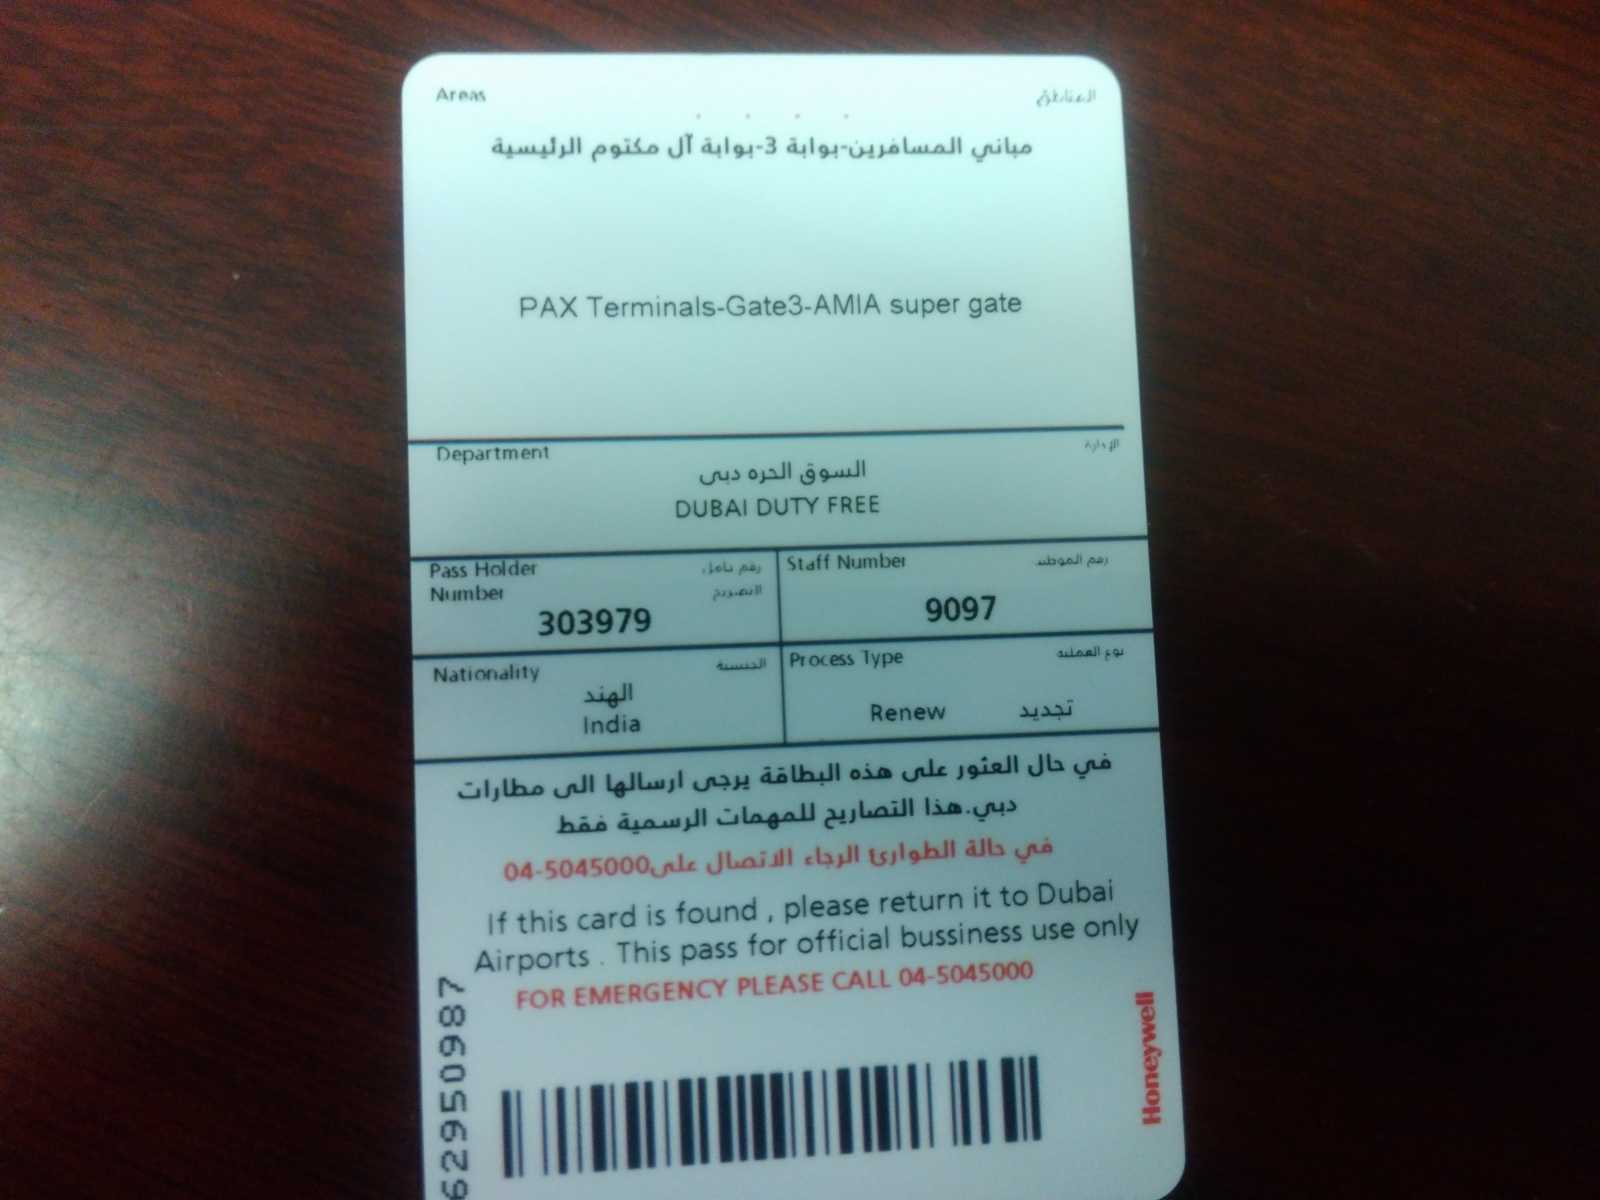 Areas المناطق
مباني المسافرين-بوابة 3-بوابة آل مكتوم الرئيسية
PAX Terminals-Gate3-AMIA super gate
Department الإدارة
السوق الحره دبى
DUBAI DUTY FREE
Pass Holder رقم حامل
Number التصريح
303979
Staff Number رقم الموظف
9097
Nationality الجنسية
الهند
India
Process Type نوع العملية
Renew تجديد
في حال العثور على هذه البطاقة يرجى ارسالها الى مطارات
دبي.هذا التصاريح للمهمات الرسمية فقط
في حالة الطوارئ الرجاء الاتصال على04-5045000
If this card is found , please return it to Dubai
Airports . This pass for official bussiness use only
FOR EMERGENCY PLEASE CALL 04-5045000
62950987
Honeywell